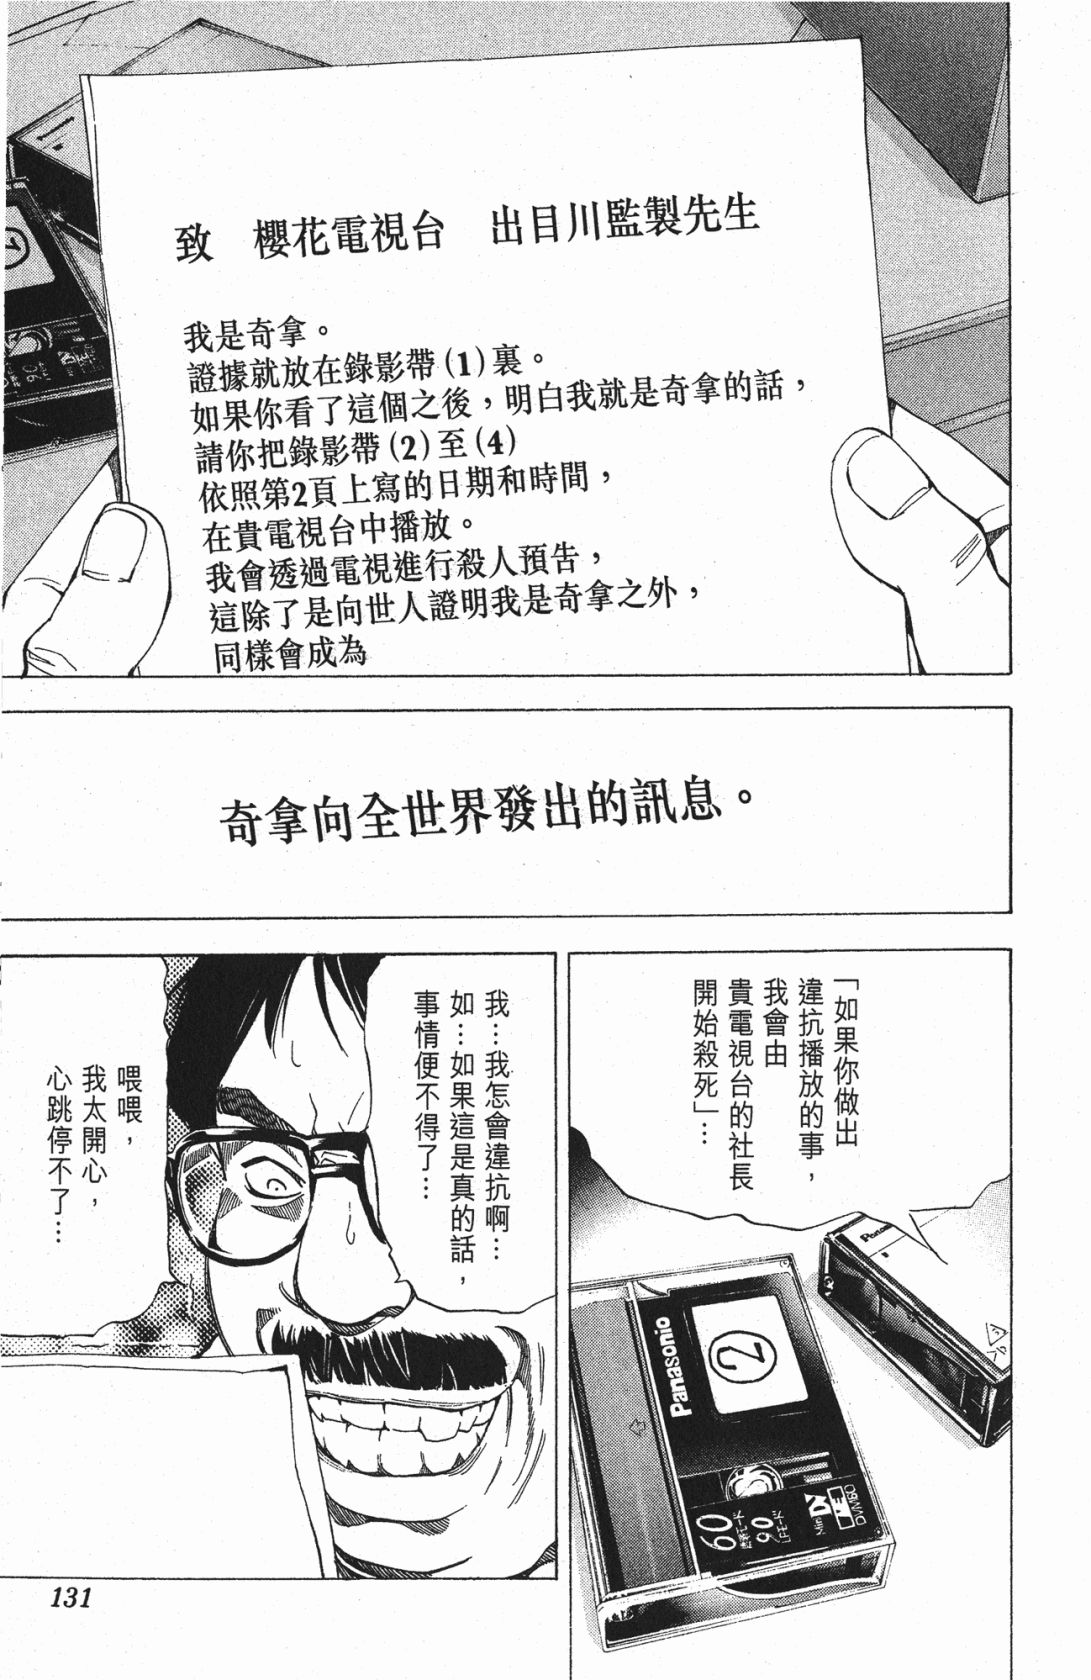 致　櫻花電視台　出目川監製先生
我是奇拿。
證據就放在錄影帶(1)裏。
如果你看了這個之後，明白我就是奇拿的話，
請你把錄影帶(2)至(4)
依照第2頁上寫的日期和時間，
在貴電視台中播放。
我會透過電視進行殺人預告，
這除了是向世人證明我是奇拿之外，
同樣會成為
奇拿向全世界發出的訊息。
「如果你做出
違抗播放的事，
我會由
貴電視台的社長
開始殺死」…
Panasonic
2
60
90
Mini DV
DVM60
我…我怎會違抗啊…
如…如果這是真的話，
事情便不得了…
喂喂，
我太開心，
心跳停不了…
131